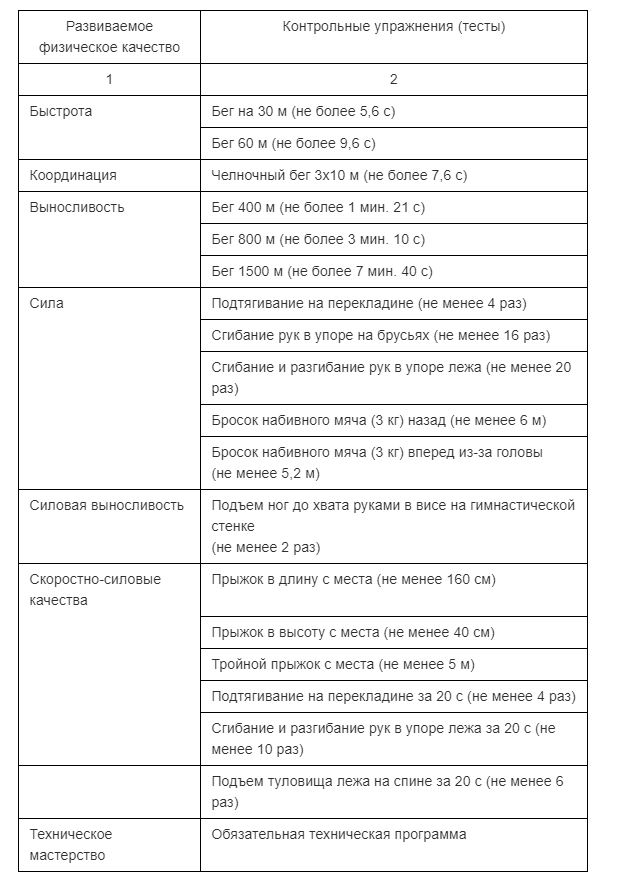 Развиваемое
физическое качество
Контрольные упражнения (тесты)
1
2
Быстрота
Бег на 30 м (не более 5,6 с)
Бег 60 м (не более 9,6 с)
Координация
Челночный бег 3х10 м (не более 7,6 с)
Выносливость
Бег 400 м (не более 1 мин. 21 с)
Бег 800 м (не более 3 мин. 10 с)
Бег 1500 м (не более 7 мин. 40 с)
Сила
Подтягивание на перекладине (не менее 4 раз)
Сгибание рук в упоре на брусьях (не менее 16 раз)
Сгибание и разгибание рук в упоре лежа (не менее 20
раз)
Бросок набивного мяча (3 кг) назад (не менее 6 м)
Бросок набивного мяча (3 кг) вперед из-за головы
(не менее 5,2 м)
Силовая выносливость
Подъем ног до хвата руками в висе на гимнастической
стенке
(не менее 2 раз)
Скоростно-силовые
качества
Прыжок в длину с места (не менее 160 см)
Прыжок в высоту с места (не менее 40 см)
Тройной прыжок с места (не менее 5 м)
Подтягивание на перекладине за 20 с (не менее 4 раз)
Сгибание и разгибание рук в упоре лежа за 20 с (не
менее 10 раз)
Подъем туловища лежа на спине за 20 с (не менее 6
раз)
Техническое
мастерство
Обязательная техническая программа